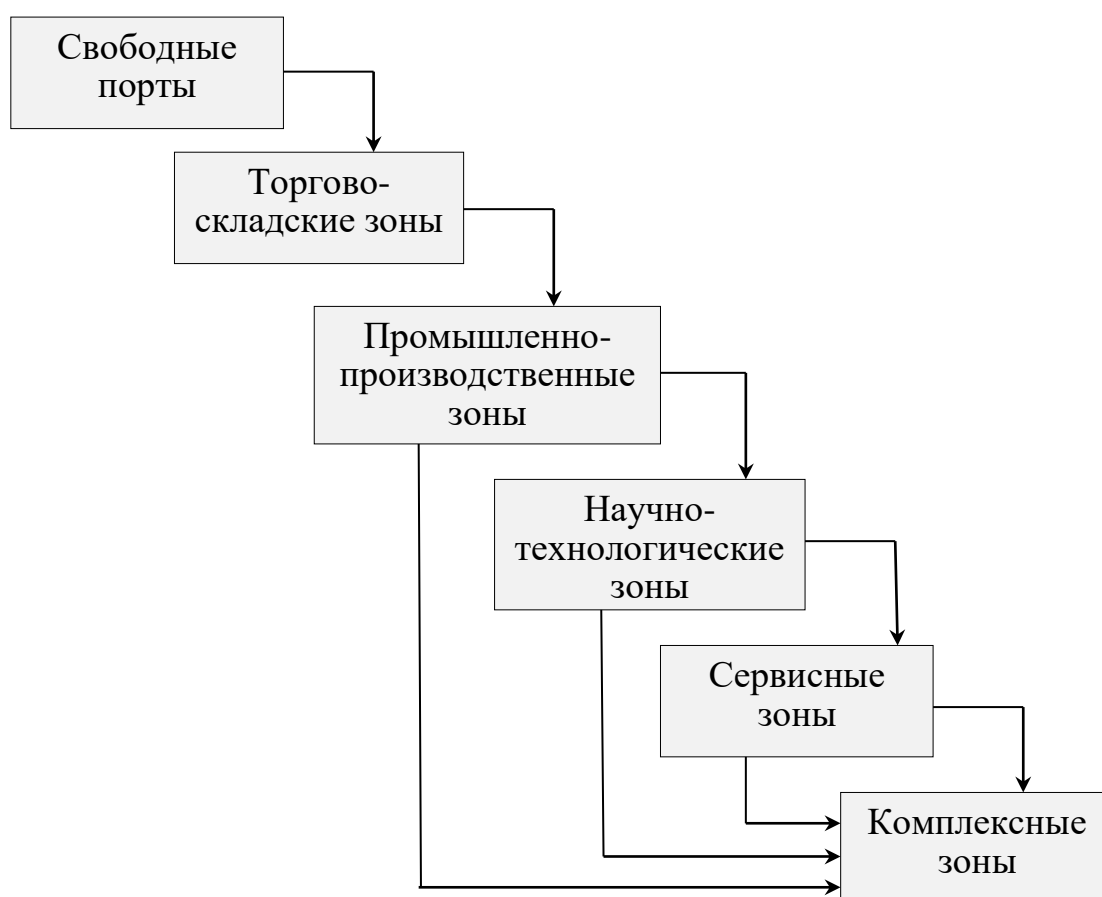 Свободные
порты
Торгово-
складские зоны
Промышленно-
производственные
зоны
Научно-
технологические
зоны
Сервисные
зоны
Комплексные
зоны